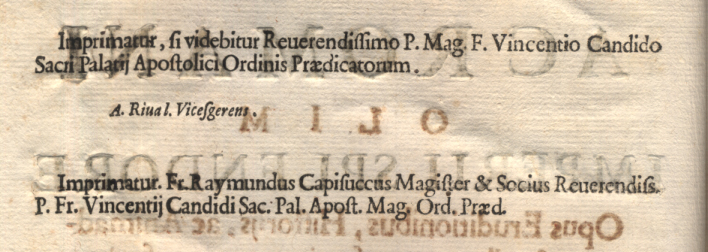 Imprimatur, ſi videbitur Reuerendiſſimo P. Mag. F. Vincentio Candido
Sacri Palatij Apoſtolici Ordinis Prædicatorum.
A. Riual. Viceſgerens.
Imprimatur. Fr. Raymundus Capiſuccus Magiſter & Socius Reuerendiſs.
P. Fr. Vincentij Candidi Sac. Pal. Apoſt. Mag. Ord. Præd.